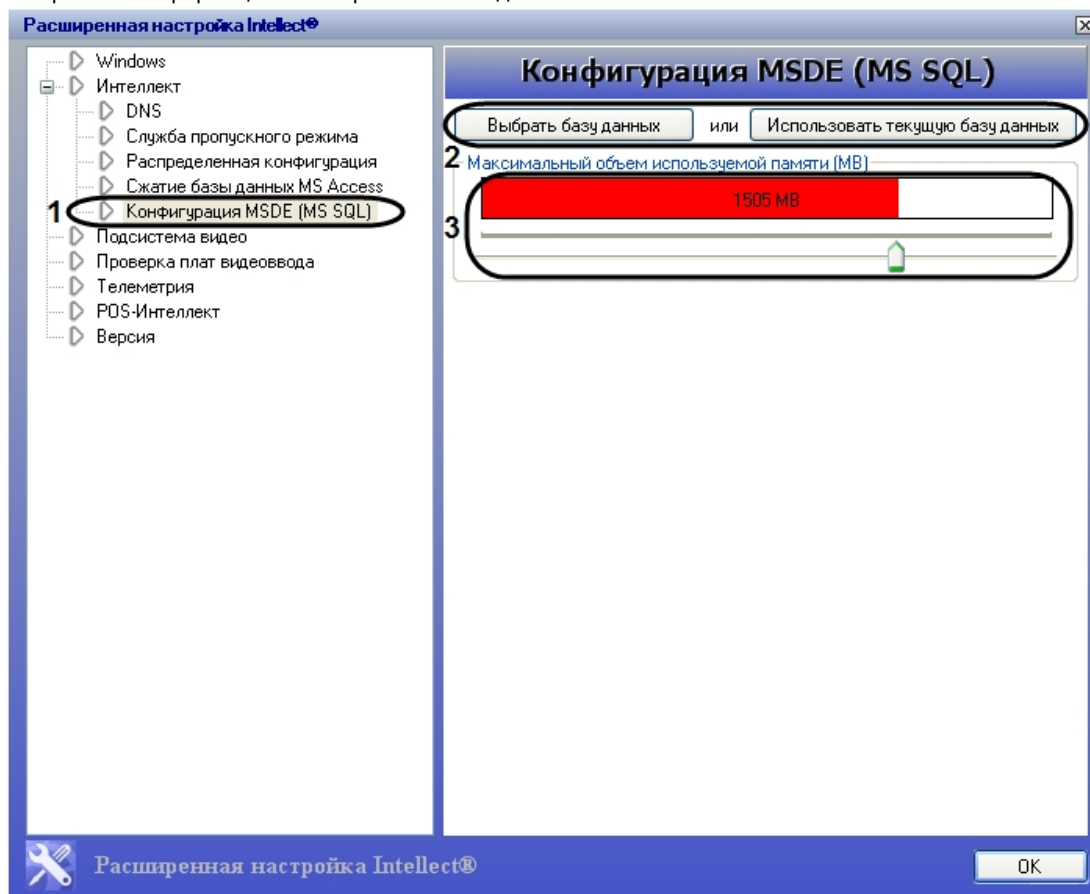 Расширенная настройка Intellect®
Windows
Интеллект
DNS
Служба пропускного режима
Распределенная конфигурация
Сжатие базы данных MS Access
1
Конфигурация MSDE (MS SQL)
Подсистема видео
Проверка плат видеоввода
Телеметрия
POS-Интеллект
Версия
Конфигурация MSDE (MS SQL)
Выбрать базу данных или Использовать текущую базу данных
2
Максимальный объем используемой памяти (MB)
1505 MB
3
Расширенная настройка Intellect®
OK